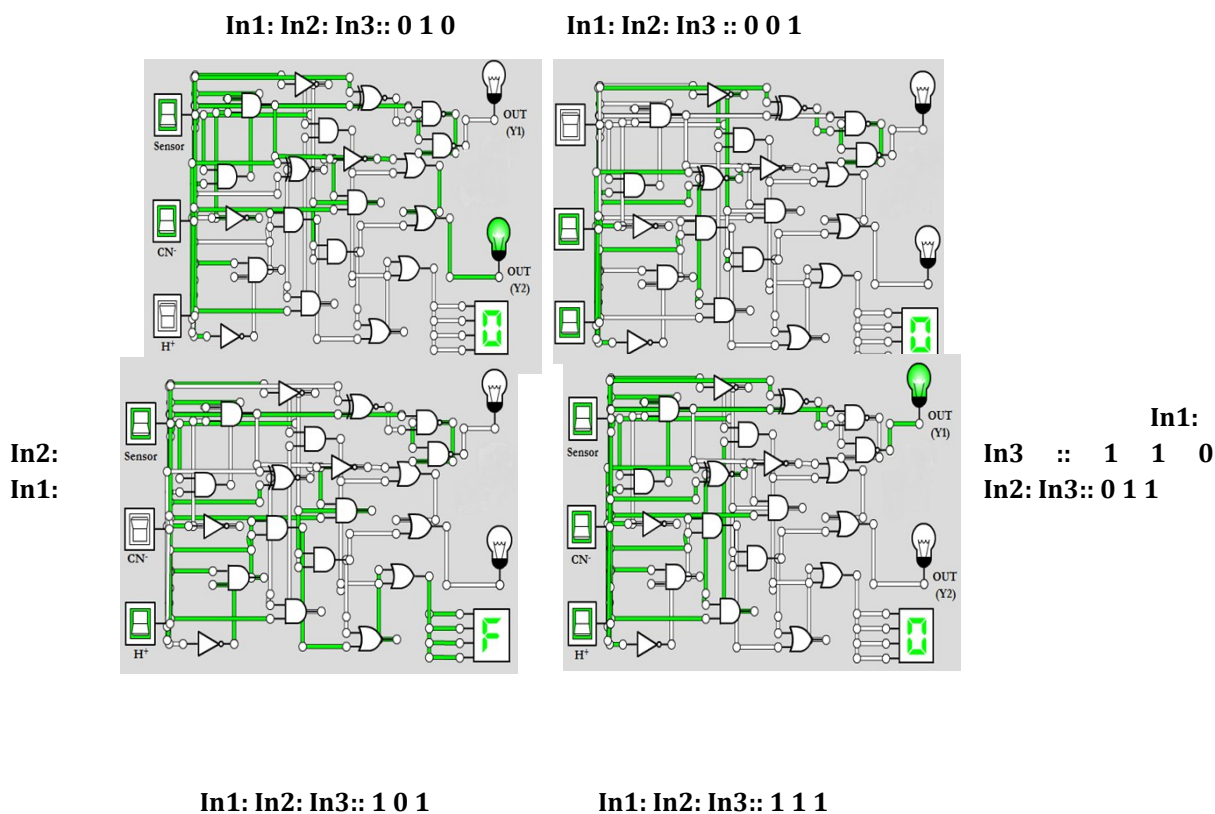 In1: In2: In3:: 0 1 0
In1: In2: In3 :: 0 0 1
OUT
(Y1)
Sensor
CN-
OUT
(Y2)
H+
0
0
In1:
In2:
In3 :: 1 1 0
In1:
In2: In3:: 0 1 1
Sensor
CN-
H+
F
Sensor
OUT
(Y1)
CN-
OUT
(Y2)
H+
0
In1: In2: In3:: 1 0 1
In1: In2: In3:: 1 1 1